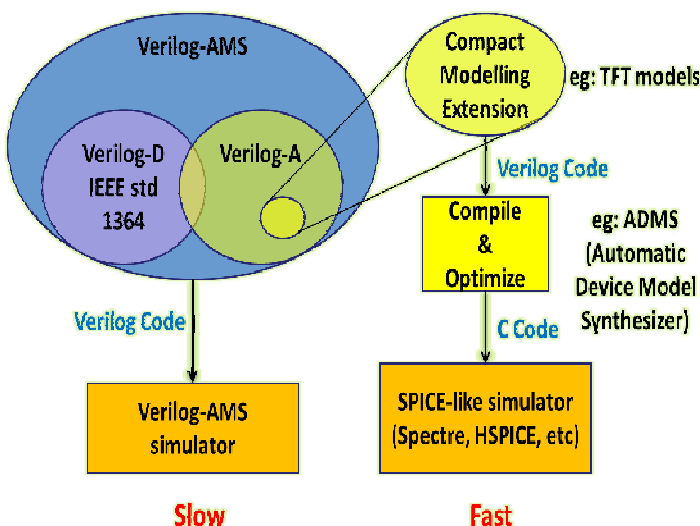 Verilog-AMS
Verilog-D
IEEE std
1364
Verilog-A
Compact
Modelling
Extension
eg: TFT models
Verilog Code
Compile
&
Optimize
eg: ADMS
(Automatic
Device Model
Synthesizer)
Verilog Code
C Code
Verilog-AMS
simulator
SPICE-like simulator
(Spectre, HSPICE, etc)
Slow
Fast